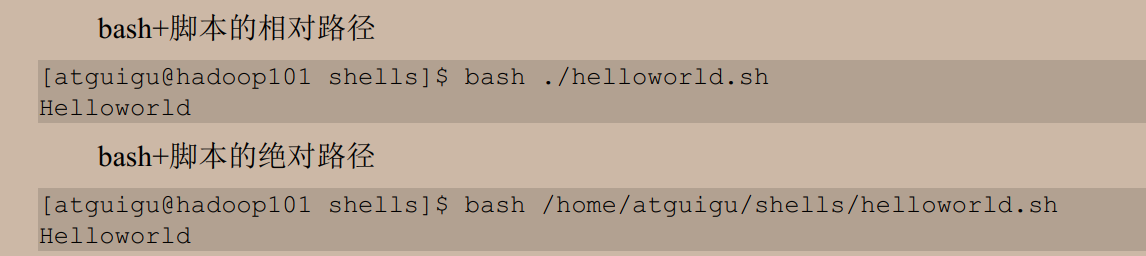 bash+脚本的相对路径
[atguigu@hadoop101 shells]$ bash ./helloworld.sh
Helloworld
bash+脚本的绝对路径
[atguigu@hadoop101 shells]$ bash /home/atguigu/shells/helloworld.sh
Helloworld